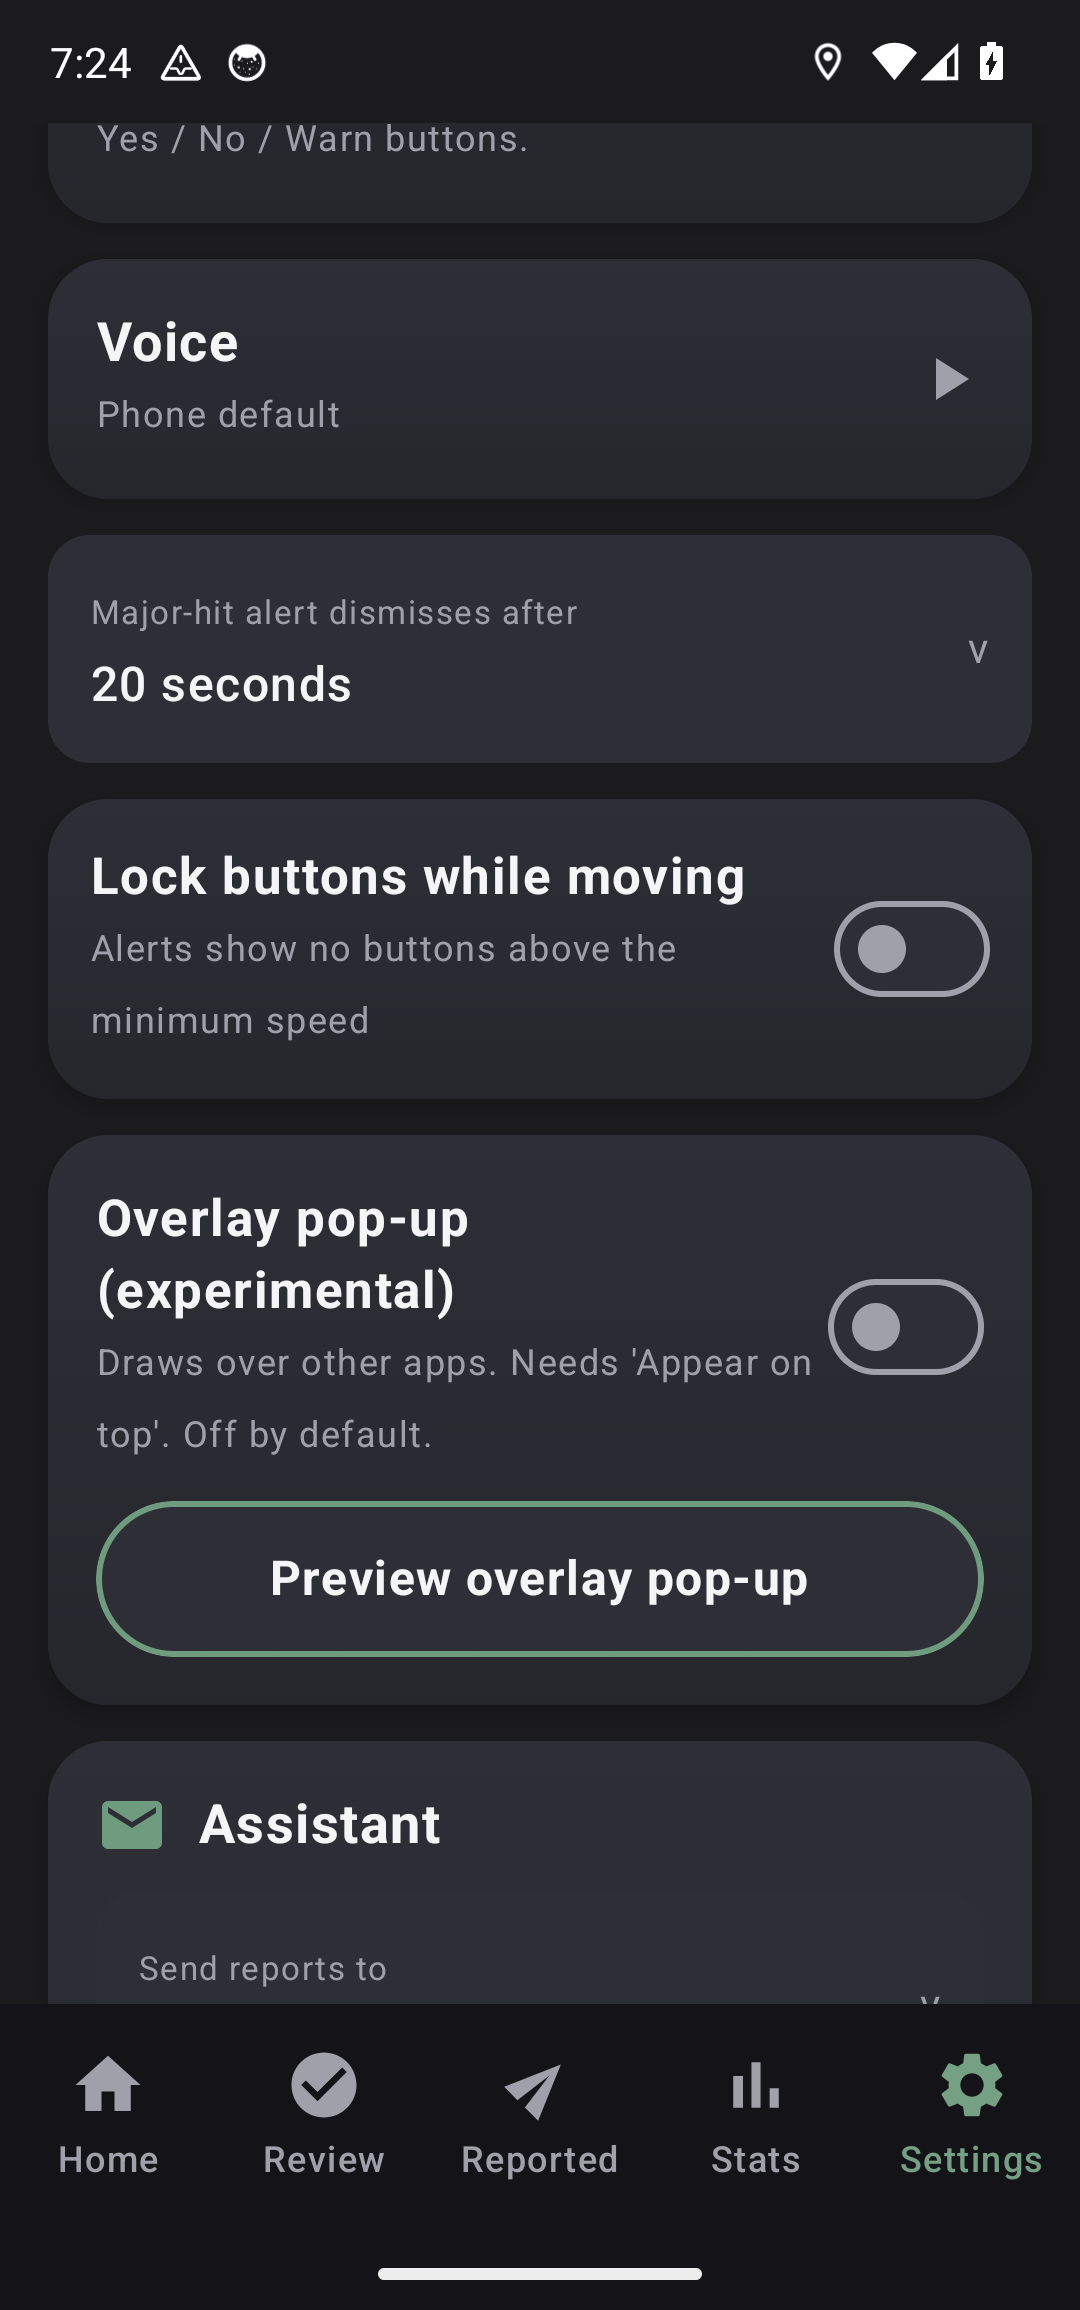 7:24
Yes / No / Warn buttons.
Voice
Phone default
Major-hit alert dismisses after
v
20 seconds
Lock buttons while moving
Alerts show no buttons above the
minimum speed
Overlay pop-up
(experimental)
Draws over other apps. Needs 'Appear on
top'. Off by default.
Preview overlay pop-up
Assistant
Send reports to
v
Home
Review
Reported
Stats
Settings